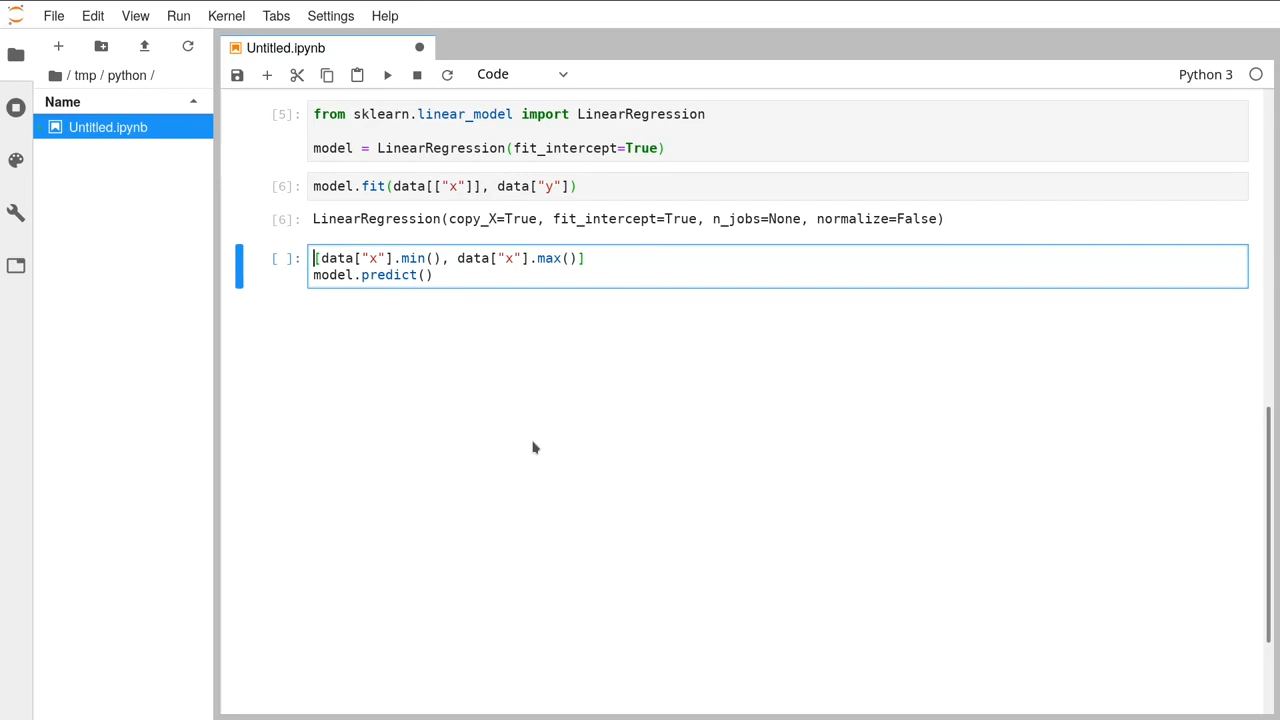 File Edit View Run Kernel Tabs Settings Help
Untitled.ipynb
/ tmp / python /
Code
Python 3
Name
Untitled.ipynb
[5]: from sklearn.linear_model import LinearRegression
model = LinearRegression(fit_intercept=True)
[6]: model.fit(data[["x"]], data["y"])
[6]: LinearRegression(copy_X=True, fit_intercept=True, n_jobs=None, normalize=False)
[ ]: [data["x"].min(), data["x"].max()]
model.predict()